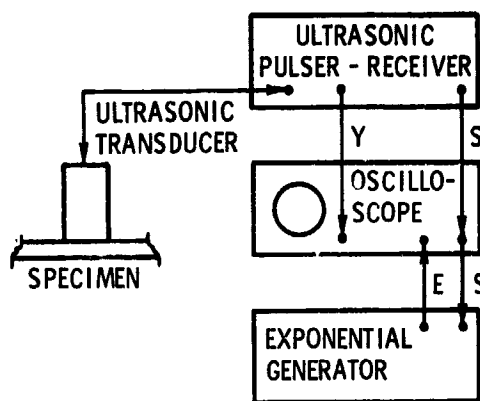 ULTRASONIC
PULSER - RECEIVER
ULTRASONIC
TRANSDUCER
Y
S
OSCILLO-
SCOPE
SPECIMEN
E
S
EXPONENTIAL
GENERATOR